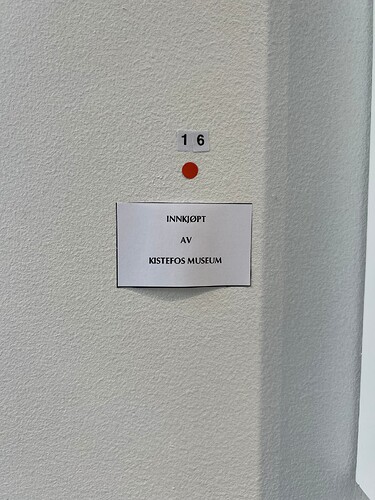 1 6
INNKJØPT
AV
KISTEFOS MUSEUM